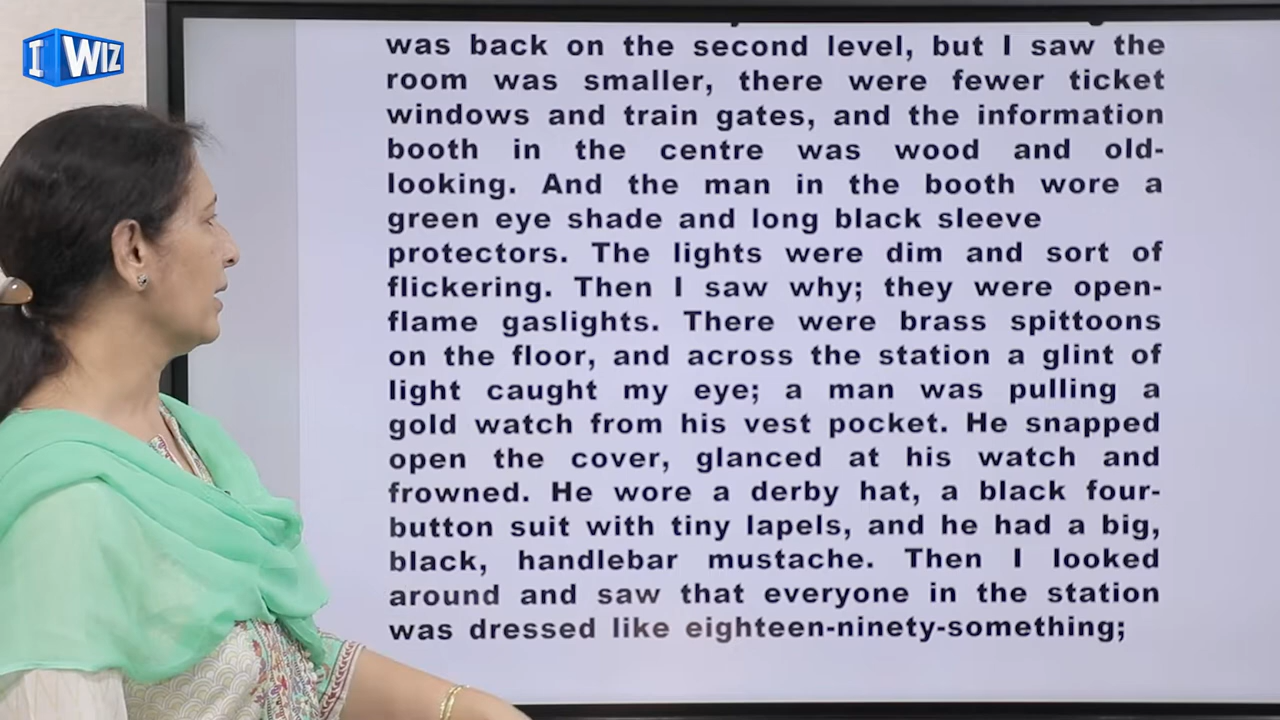 I WIZ
was back on the second level, but I saw the
room was smaller, there were fewer ticket
windows and train gates, and the information
booth in the centre was wood and old-
looking. And the man in the booth wore a
green eye shade and long black sleeve
protectors. The lights were dim and sort of
flickering. Then I saw why; they were open-
flame gaslights. There were brass spittoons
on the floor, and across the station a glint of
light caught my eye; a man was pulling a
gold watch from his vest pocket. He snapped
open the cover, glanced at his watch and
frowned. He wore a derby hat, a black four-
button suit with tiny lapels, and he had a big,
black, handlebar mustache. Then I looked
around and saw that everyone in the station
was dressed like eighteen-ninety-something;